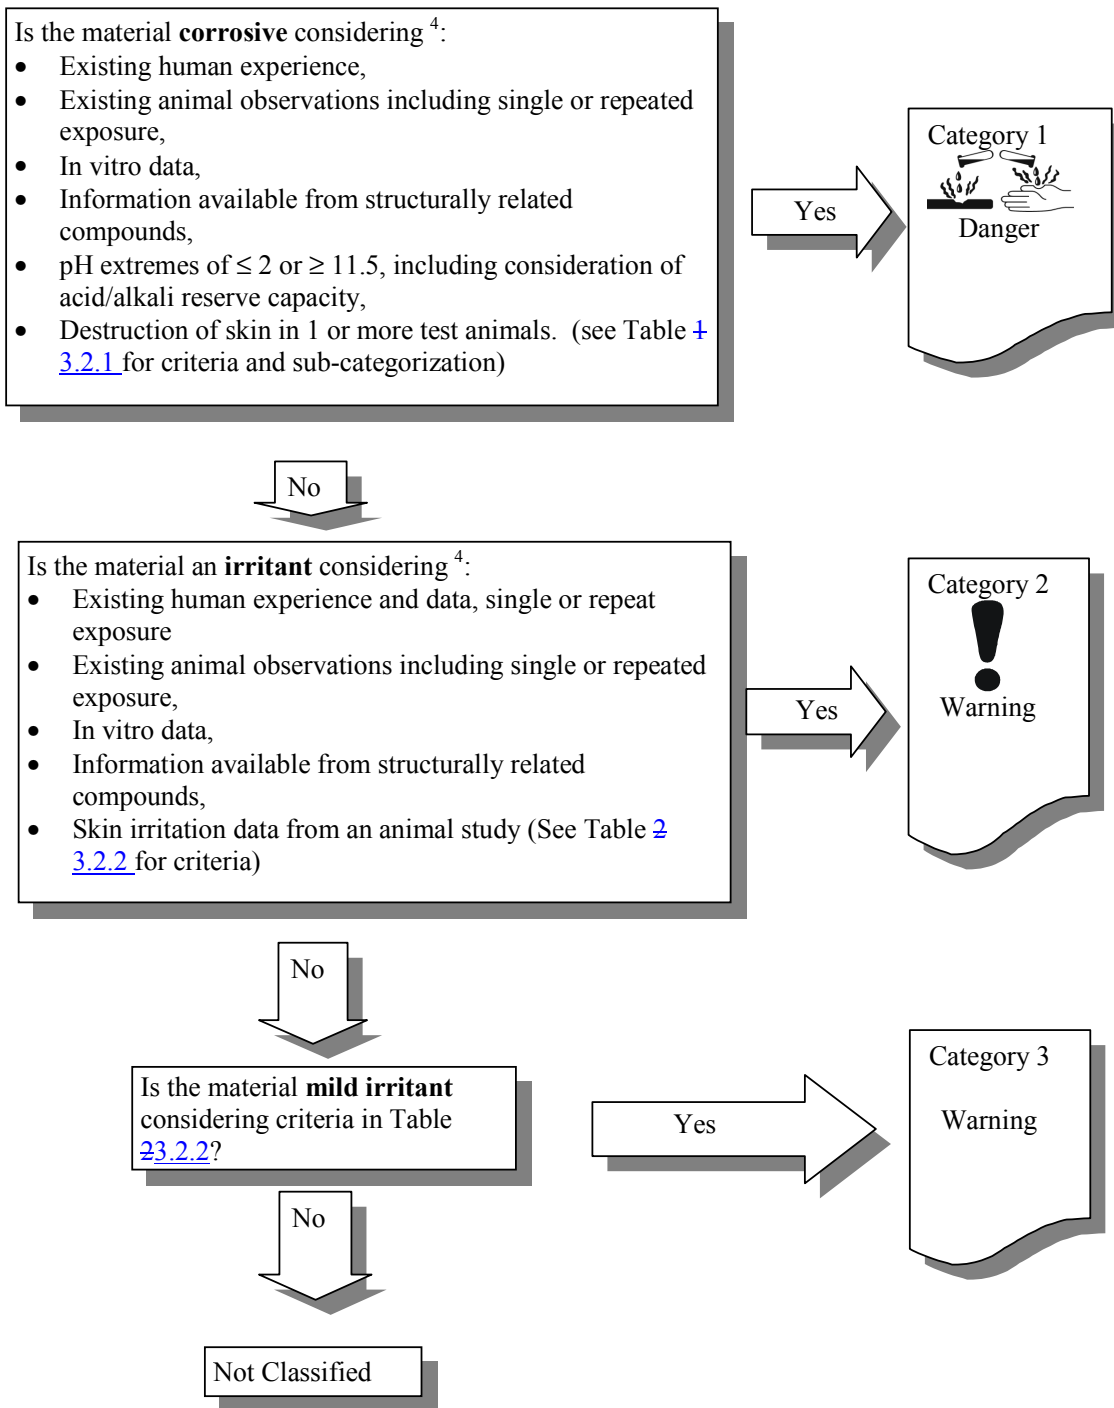 Is the material corrosive considering 4:
• Existing human experience,
• Existing animal observations including single or repeated
exposure,
• In vitro data,
• Information available from structurally related
compounds,
• pH extremes of ≤ 2 or ≥ 11.5, including consideration of
acid/alkali reserve capacity,
• Destruction of skin in 1 or more test animals. (see Table 1
3.2.1 for criteria and sub-categorization)
Yes
Category 1
Danger
No
Is the material an irritant considering 4:
• Existing human experience and data, single or repeat
exposure
• Existing animal observations including single or repeated
exposure,
• In vitro data,
• Information available from structurally related
compounds,
• Skin irritation data from an animal study (See Table 2
3.2.2 for criteria)
Yes
Category 2
Warning
No
Is the material mild irritant
considering criteria in Table
23.2.2?
Yes
Category 3
Warning
No
Not Classified